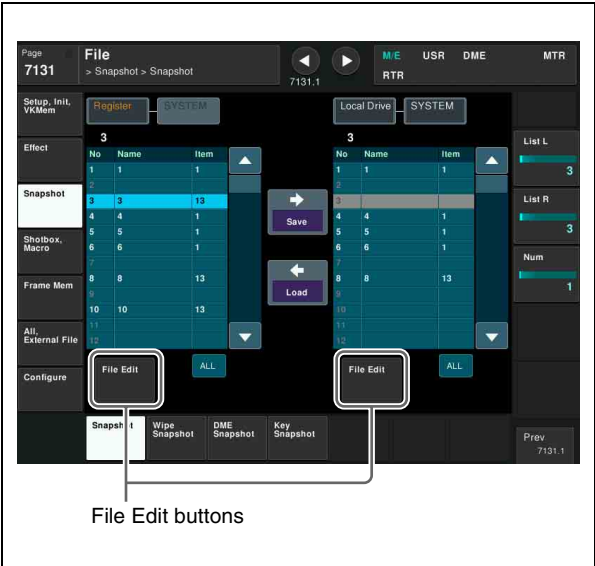 Page
7131
File
> Snapshot > Snapshot
7131.1
M/E USR DME MTR
RTR
Setup, Init,
VKMem
Effect
Snapshot
Shotbox,
Macro
Frame Mem
All,
External File
Configure
Register SYSTEM
3
No Name Item
1 1 1
2
3 3 13
4 4 1
5 5 1
6 6 1
7
8 8 13
9
10 10 13
11
12
File Edit
ALL
Save
Load
Local Drive SYSTEM
3
No Name Item
1 1 1
2
3
4 4 1
5 5 1
6 6 1
7
8 8 13
9
10
11
12
File Edit
ALL
List L
3
List R
3
Num
1
Snapshot
Wipe
Snapshot
DME
Snapshot
Key
Snapshot
Prev
7131.1
File Edit buttons